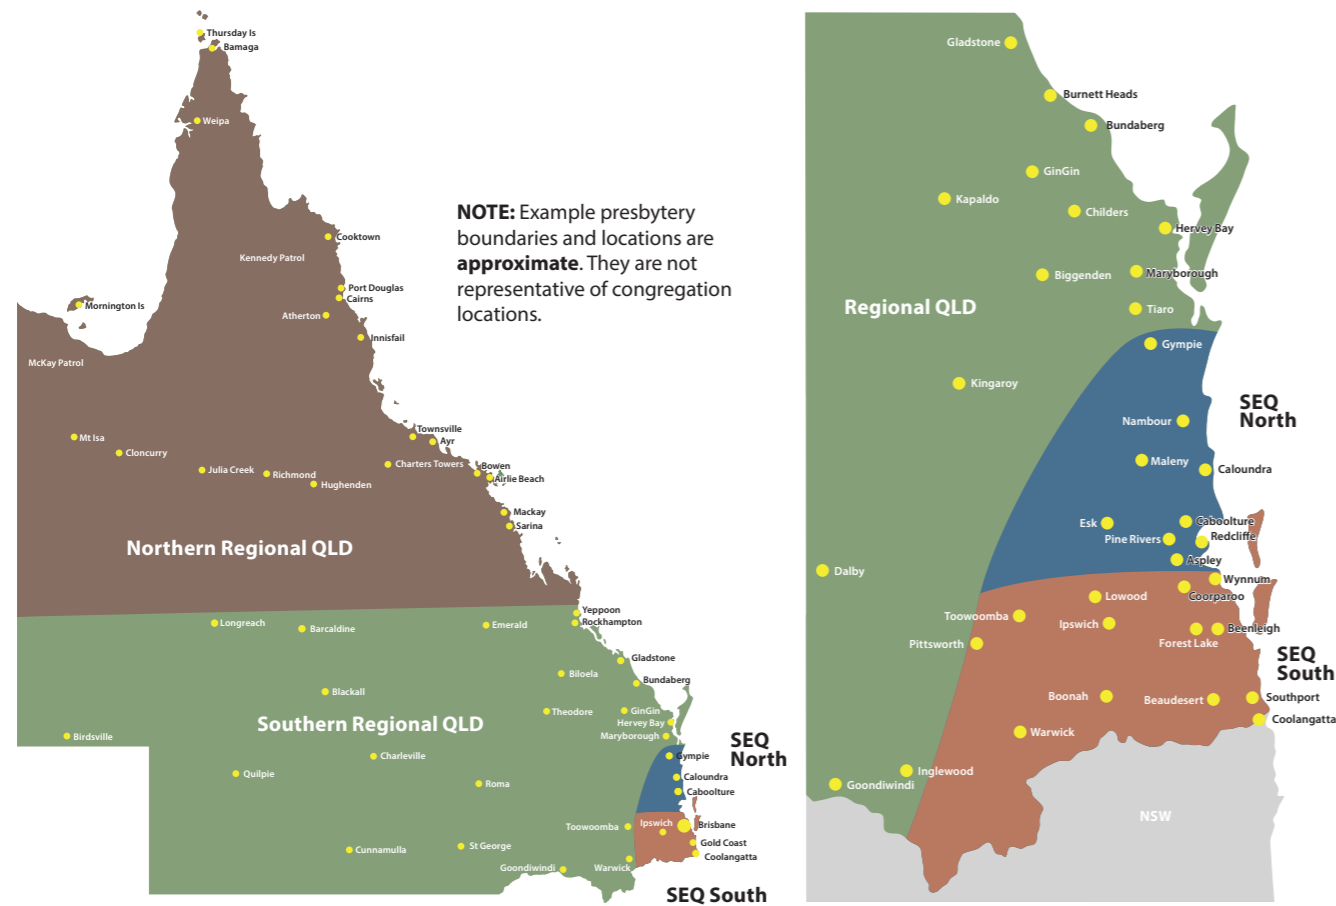 Thursday Is
Bamaga
Weipa
Cooktown
Kennedy Patrol
Port Douglas
Cairns
Mornington Is
Atherton
Innisfail
McKay Patrol
Townsville
Mt Isa
Ayr
Cloncurry
Charters Towers
Bowen
Julia Creek
Richmond
Airlie Beach
Hughenden
Mackay
Sarina
Northern Regional QLD
Yeppoon
Longreach
Barcaldine
Emerald
Rockhampton
Gladstone
Biloela
Bundaberg
Blackall
Theodore
GinGin
Southern Regional QLD
Hervey Bay
Birdsville
Maryborough
SEQ
North
Charleville
Gympie
Quilpie
Caloundra
Roma
Caboolture
Toowoomba
Ipswich
Brisbane
Gold Coast
St George
Cunnamulla
Coolangatta
Goondiwindi
Warwick
SEQ South
NOTE: Example presbytery
boundaries and locations are
approximate. They are not
representative of congregation
locations.
Gladstone
Burnett Heads
Bundaberg
GinGin
Kapaldo
Childers
Hervey Bay
Biggenden
Maryborough
Regional QLD
Tiaro
Gympie
Kingaroy
SEQ
North
Nambour
Maleny
Caloundra
Esk
Caboolture
Pine Rivers
Redcliffe
Aspley
Dalby
Wynnum
Coorparoo
Lowood
Toowoomba
Ipswich
Beenleigh
Pittsworth
Forest Lake
SEQ
South
Boonah
Beaudesert
Southport
Coolangatta
Warwick
Inglewood
Goondiwindi
NSW